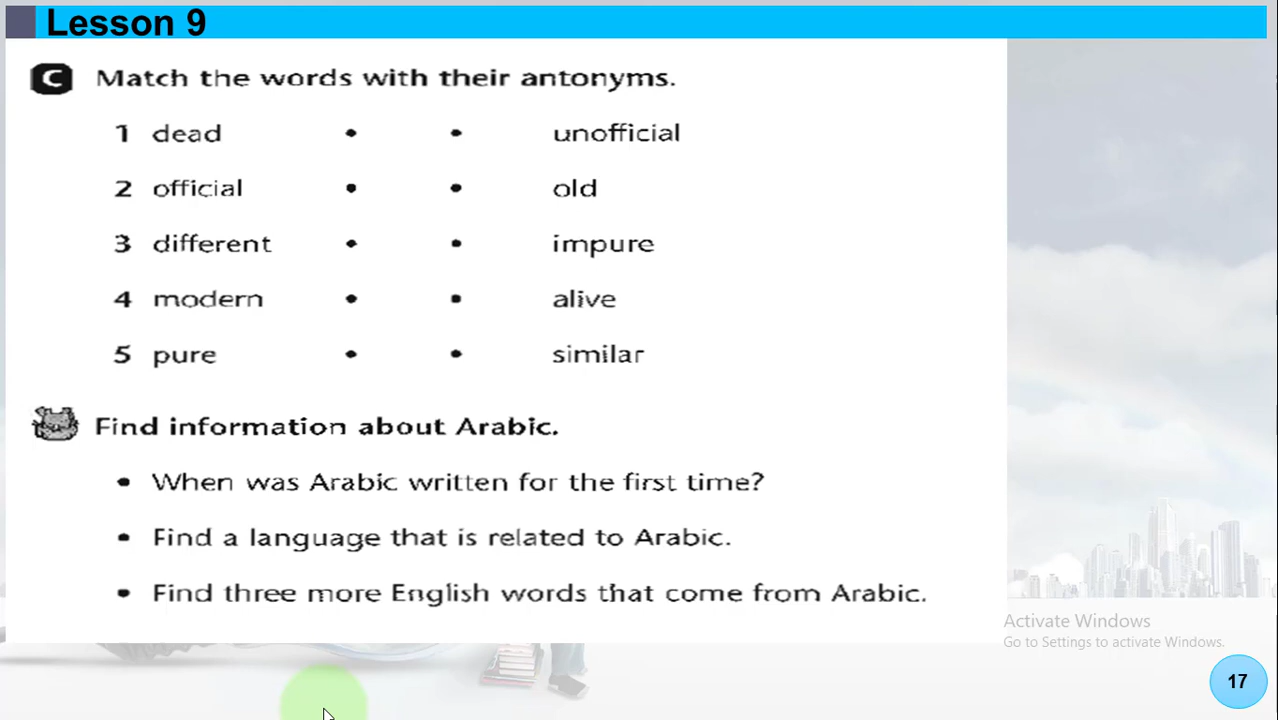 Lesson 9
C Match the words with their antonyms.
1 dead • • unofficial
2 official • • old
3 different • • impure
4 modern • • alive
5 pure • • similar
Find information about Arabic.
• When was Arabic written for the first time?
• Find a language that is related to Arabic.
• Find three more English words that come from Arabic.
Activate Windows
Go to Settings to activate Windows.
17